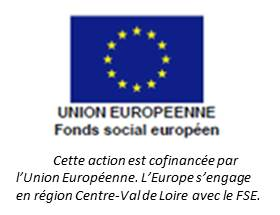 UNION EUROPEENNE
Fonds social européen
Cette action est cofinancée par
l’Union Européenne. L’Europe s’engage
en région Centre-Val de Loire avec le FSE.